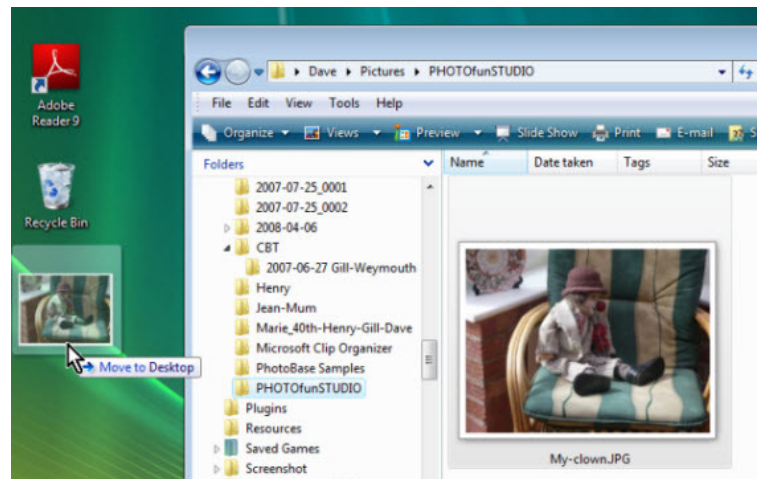 Adobe
Reader 9
Recycle Bin
Move to Desktop
Dave Pictures PHOTOfunSTUDIO
File Edit View Tools Help
Organize Views Preview Slide Show Print E-mail
Folders
Name Date taken Tags Size
2007-07-25_0001
2007-07-25_0002
2008-04-06
CBT
2007-06-27 Gill-Weymouth
Henry
Jean-Mum
Marie_40th-Henry-Gill-Dave
Microsoft Clip Organizer
PhotoBase Samples
PHOTOfunSTUDIO
Plugins
Resources
Saved Games
Screenshot
My-clown.JPG